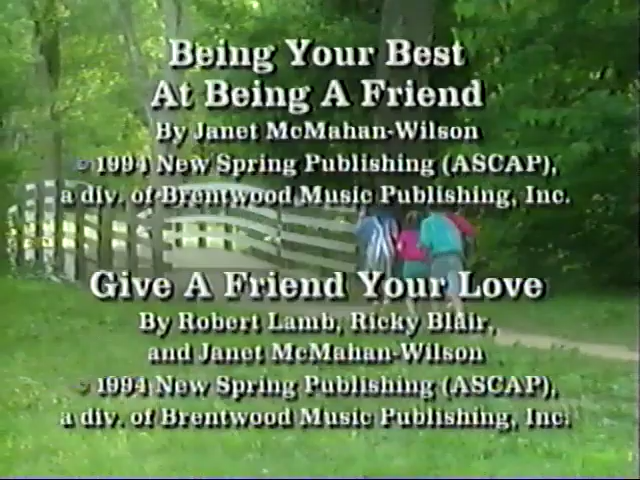 Being Your Best
At Being A Friend
By Janet McMahan-Wilson
© 1994 New Spring Publishing (ASCAP),
a div. of Brentwood Music Publishing, Inc.
Give A Friend Your Love
By Robert Lamb, Ricky Blair,
and Janet McMahan-Wilson
© 1994 New Spring Publishing (ASCAP),
a div. of Brentwood Music Publishing, Inc.